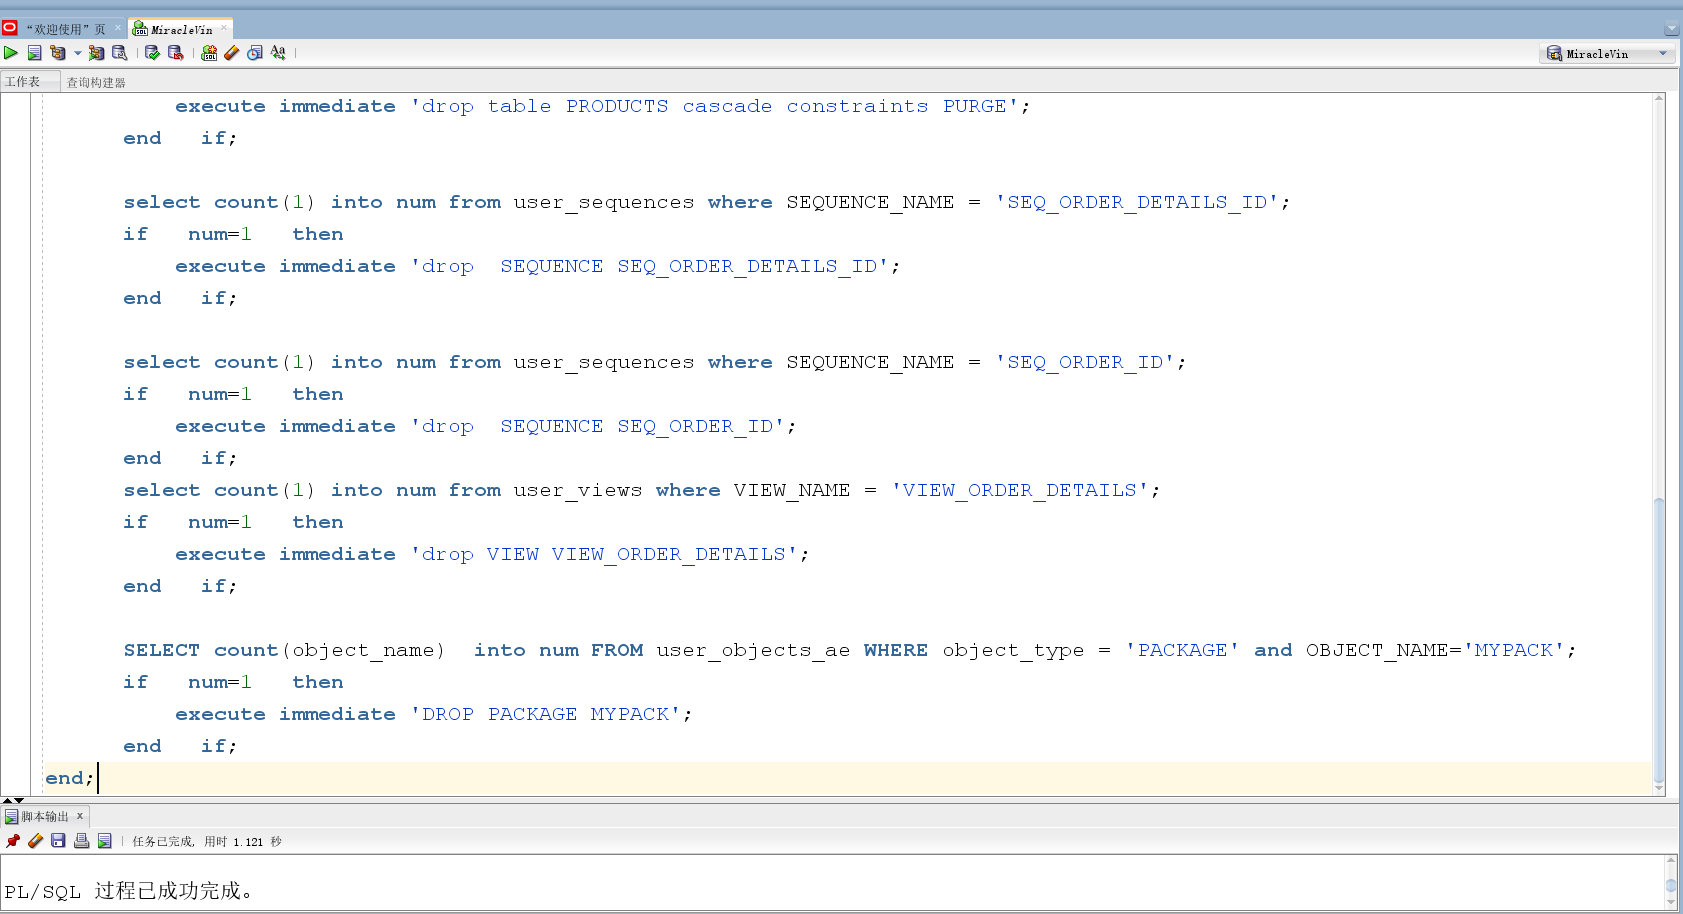 “欢迎使用”页
MiracleVin
MiracleVin
工作表 查询构建器
execute immediate 'drop table PRODUCTS cascade constraints PURGE';
end   if;
select count(1) into num from user_sequences where SEQUENCE_NAME = 'SEQ_ORDER_DETAILS_ID';
if   num=1   then
execute immediate 'drop  SEQUENCE SEQ_ORDER_DETAILS_ID';
end   if;
select count(1) into num from user_sequences where SEQUENCE_NAME = 'SEQ_ORDER_ID';
if   num=1   then
execute immediate 'drop  SEQUENCE SEQ_ORDER_ID';
end   if;
select count(1) into num from user_views where VIEW_NAME = 'VIEW_ORDER_DETAILS';
if   num=1   then
execute immediate 'drop VIEW VIEW_ORDER_DETAILS';
end   if;
SELECT count(object_name)  into num FROM user_objects_ae WHERE object_type = 'PACKAGE' and OBJECT_NAME='MYPACK';
if   num=1   then
execute immediate 'DROP PACKAGE MYPACK';
end   if;
end;
脚本输出 x
任务已完成, 用时 1.121 秒
PL/SQL 过程已成功完成。